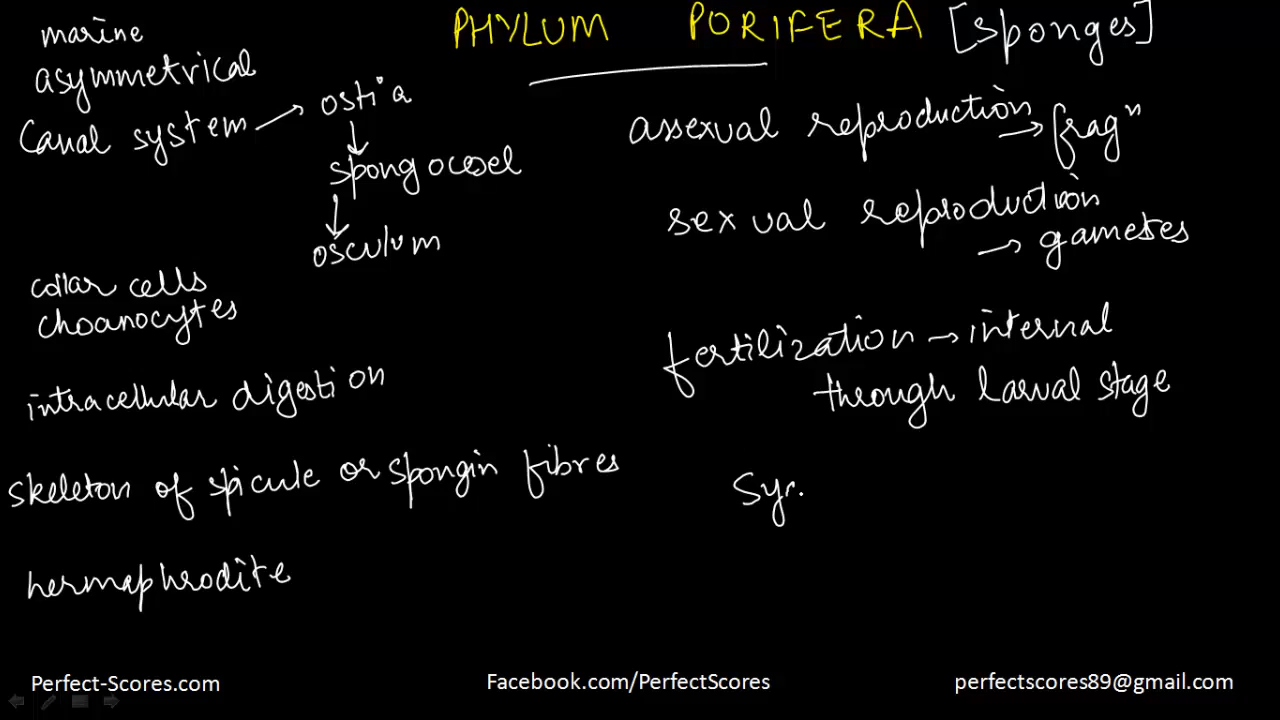 PHYLUM PORIFERA [sponges]
marine
asymmetrical
Canal system → ostia
↓
spongocoel
↓
osculum
collar cells
choanocytes
intracellular digestion
skeleton of spicule or spongin fibres
hermaphrodite
assexual reproduction
→ fragⁿ
sexual reproduction
→ gametes
fertilization → internal
through larval stage
Syc
Perfect-Scores.com
Facebook.com/PerfectScores
perfectscores89@gmail.com